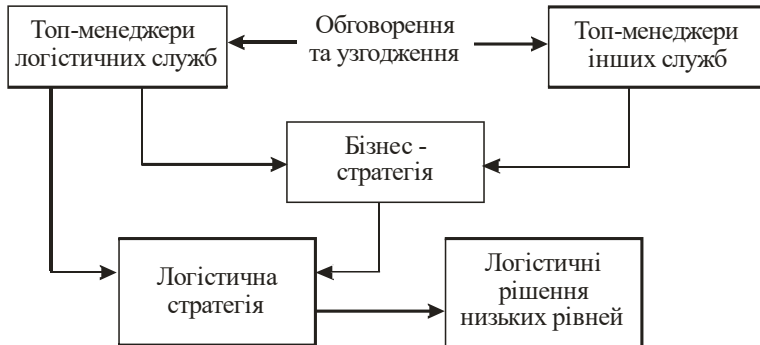 Топ-менеджери
логістичних служб
Обговорення
та узгодження
Топ-менеджери
інших служб
Бізнес -
стратегія
Логістична
стратегія
Логістичні
рішення
низьких рівней